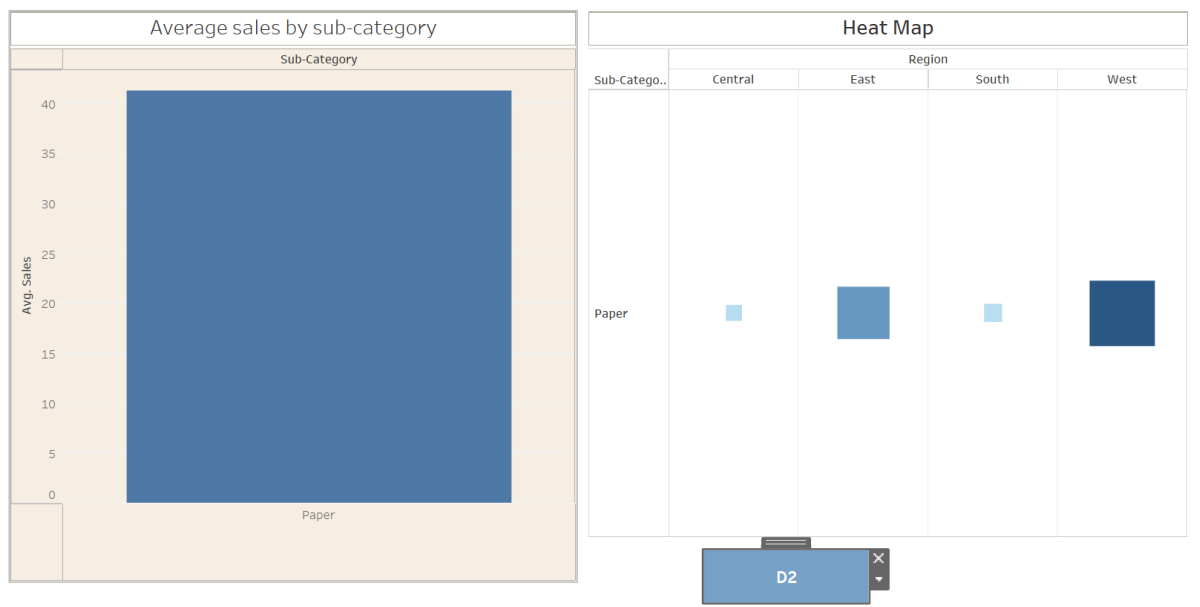 Average sales by sub-category
Sub-Category
40
35
30
25
20
15
10
5
0
Avg. Sales
Paper
Heat Map
Region
Sub-Catego..
Central
East
South
West
Paper
D2